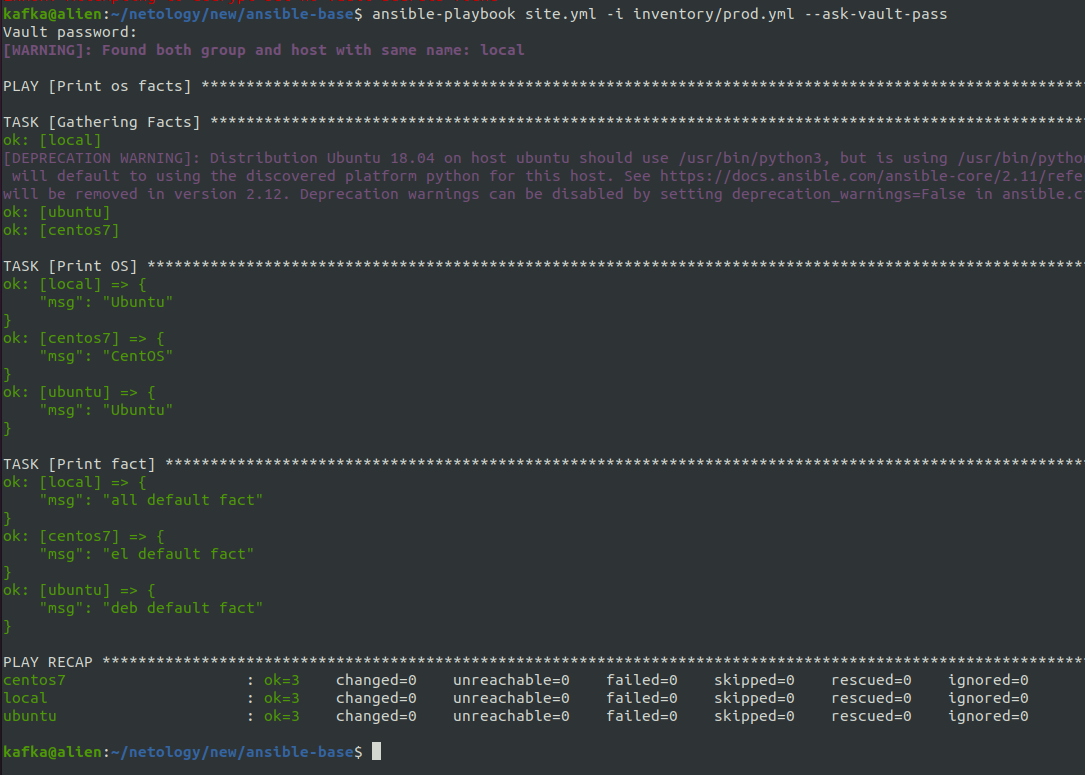 kafka@alien:~/netology/new/ansible-base$ ansible-playbook site.yml -i inventory/prod.yml --ask-vault-pass
Vault password:
[WARNING]: Found both group and host with same name: local
PLAY [Print os facts] **************************************************************************************************
TASK [Gathering Facts] *************************************************************************************************
ok: [local]
[DEPRECATION WARNING]: Distribution Ubuntu 18.04 on host ubuntu should use /usr/bin/python3, but is using /usr/bin/python
will default to using the discovered platform python for this host. See https://docs.ansible.com/ansible-core/2.11/refe
will be removed in version 2.12. Deprecation warnings can be disabled by setting deprecation_warnings=False in ansible.c
ok: [ubuntu]
ok: [centos7]
TASK [Print OS] ********************************************************************************************************
ok: [local] => {
    "msg": "Ubuntu"
}
ok: [centos7] => {
    "msg": "CentOS"
}
ok: [ubuntu] => {
    "msg": "Ubuntu"
}
TASK [Print fact] ******************************************************************************************************
ok: [local] => {
    "msg": "all default fact"
}
ok: [centos7] => {
    "msg": "el default fact"
}
ok: [ubuntu] => {
    "msg": "deb default fact"
}
PLAY RECAP *************************************************************************************************************
centos7                    : ok=3    changed=0    unreachable=0    failed=0    skipped=0    rescued=0    ignored=0
local                      : ok=3    changed=0    unreachable=0    failed=0    skipped=0    rescued=0    ignored=0
ubuntu                     : ok=3    changed=0    unreachable=0    failed=0    skipped=0    rescued=0    ignored=0
kafka@alien:~/netology/new/ansible-base$